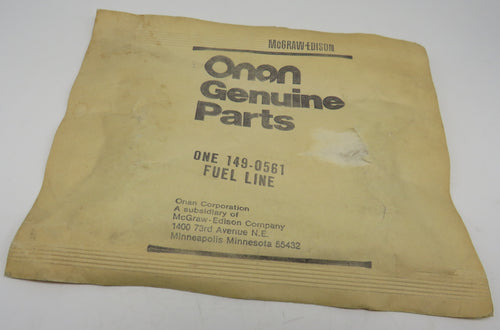 McGRAW-EDISON
Onan
Genuine
Parts
ONE 149-0561
FUEL LINE
Onan Corporation
A subsidiary of
McGraw-Edison Company
1400 73rd Avenue N.E.
Minneapolis Minnesota 55432